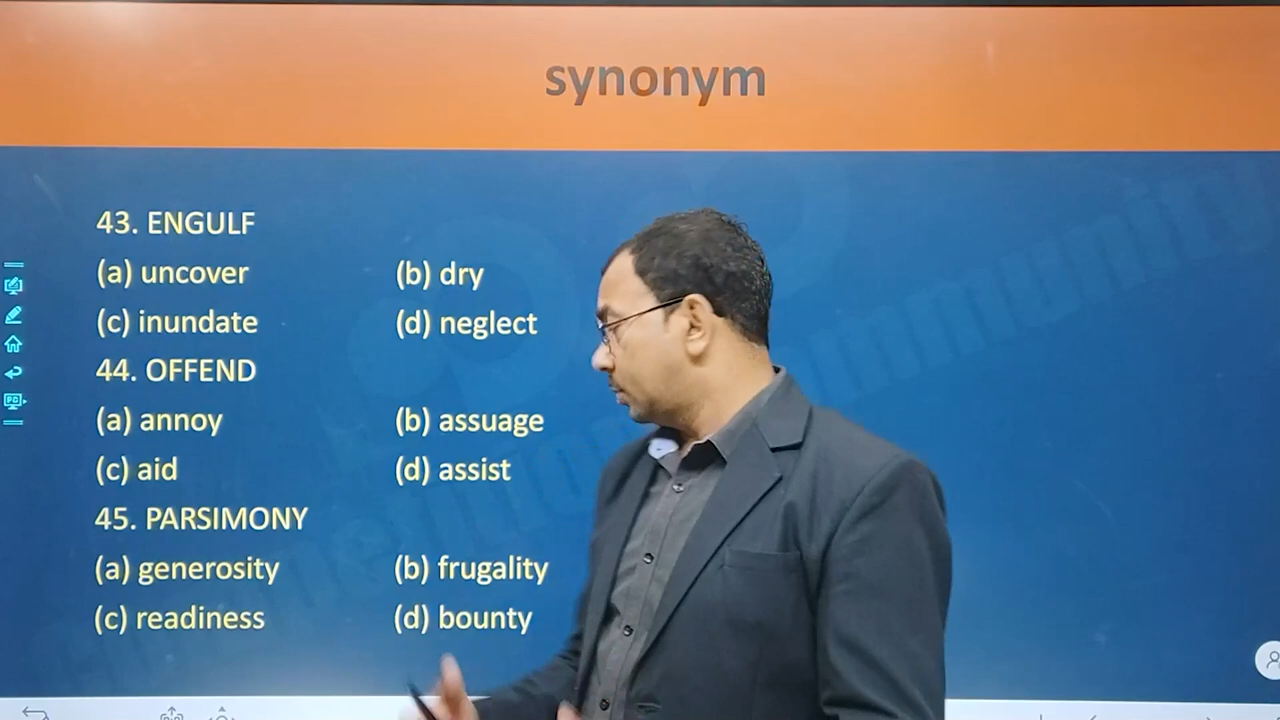 synonym
43. ENGULF
(a) uncover (b) dry
(c) inundate (d) neglect
44. OFFEND
(a) annoy (b) assuage
(c) aid (d) assist
45. PARSIMONY
(a) generosity (b) frugality
(c) readiness (d) bounty